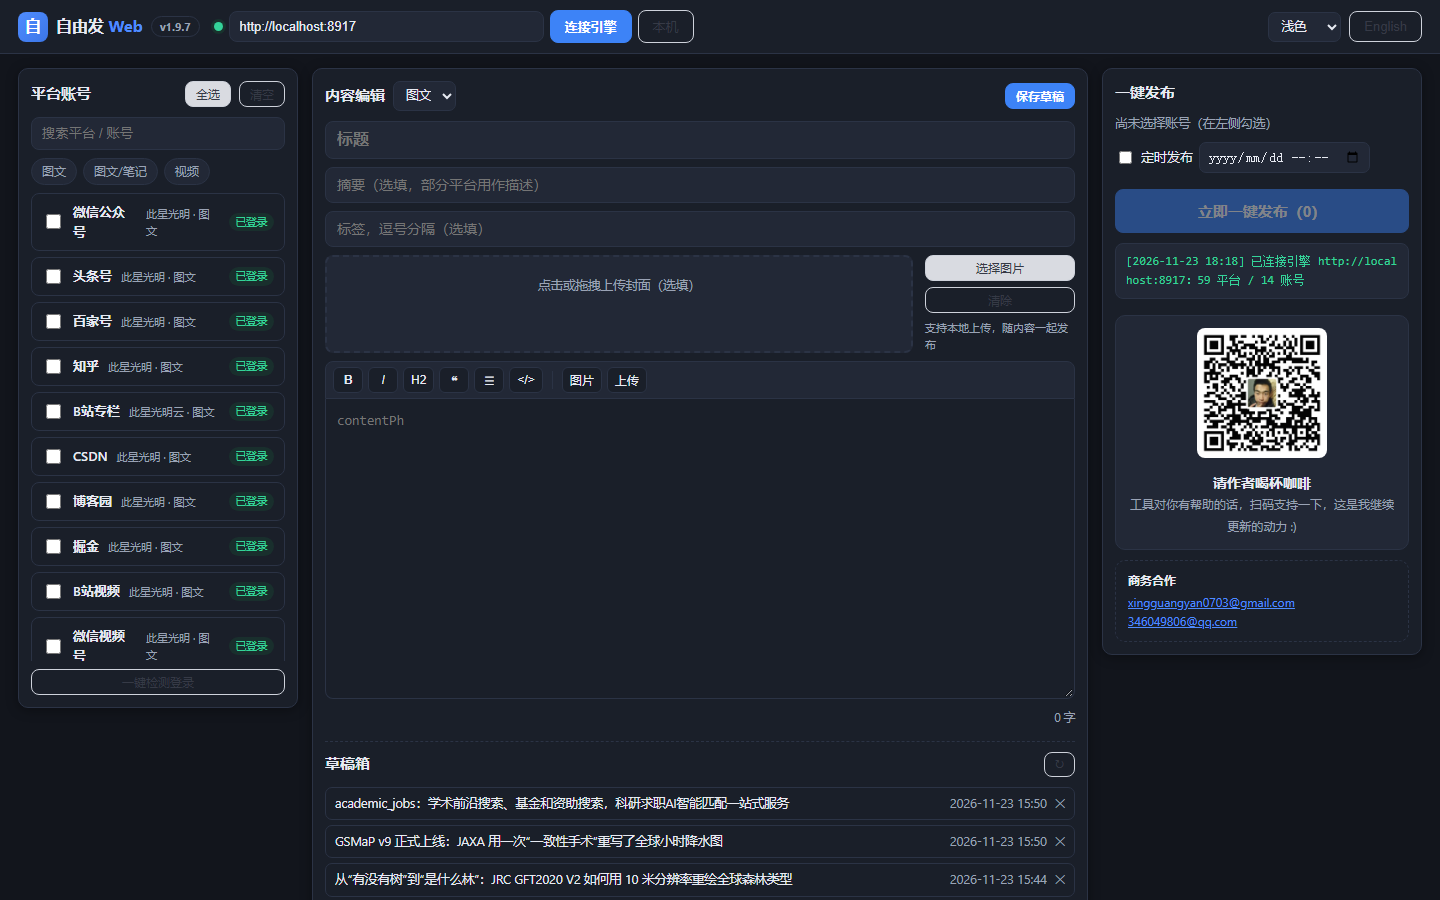 自 自由发 Web v1.9.7 http://localhost:8917 连接引擎 本机 浅色 English
平台账号 全选 清空
搜索平台 / 账号
图文 图文/笔记 视频
微信公众号 此星光明 · 图文 已登录
头条号 此星光明 · 图文 已登录
百家号 此星光明 · 图文 已登录
知乎 此星光明 · 图文 已登录
B站专栏 此星光明云 · 图文 已登录
CSDN 此星光明 · 图文 已登录
博客园 此星光明 · 图文 已登录
掘金 此星光明 · 图文 已登录
B站视频 此星光明 · 图文 已登录
微信视频号 此星光明 · 图文 已登录
一键检测登录
内容编辑 图文 保存草稿
标题
摘要（选填，部分平台用作描述）
标签，逗号分隔（选填）
点击或拖拽上传封面（选填）
选择图片
清除
支持本地上传，随内容一起发布
B I H2 ❝ ☰ </> 图片 上传
contentPh
0 字
草稿箱 ↻
academic_jobs：学术前沿搜索、基金和资助搜索，科研求职AI智能匹配一站式服务 2026-11-23 15:50 ✕
GSMaP v9 正式上线：JAXA 用一次“一致性手术”重写了全球小时降水图 2026-11-23 15:50 ✕
从“有没有树”到“是什么林”：JRC GFT2020 V2 如何用 10 米分辨率重绘全球森林类型 2026-11-23 15:44 ✕
一键发布
尚未选择账号（在左侧勾选）
定时发布 yyyy/mm/dd --:--
立即一键发布（0）
[2026-11-23 18:18] 已连接引擎 http://local
host:8917: 59 平台 / 14 账号
请作者喝杯咖啡
工具对你有帮助的话，扫码支持一下，这是我继续
更新的动力 :)
商务合作
xingguangyan0703@gmail.com
346049806@qq.com